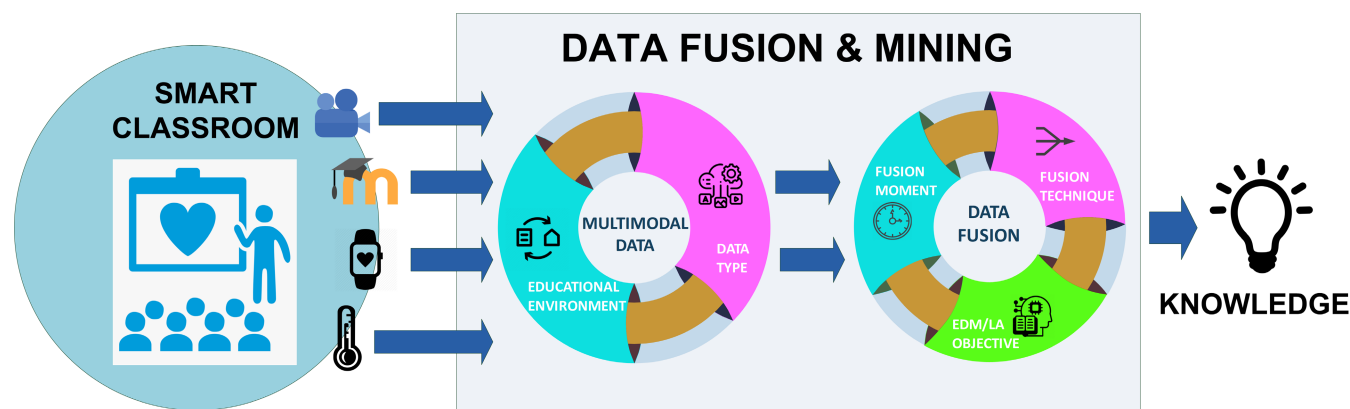 SMART
CLASSROOM
m
DATA FUSION & MINING
MULTIMODAL
DATA
DATA
TYPE
EDUCATIONAL
ENVIRONMENT
A
FUSION
MOMENT
DATA
FUSION
FUSION
TECHNIQUE
EDM/LA
OBJECTIVE
KNOWLEDGE